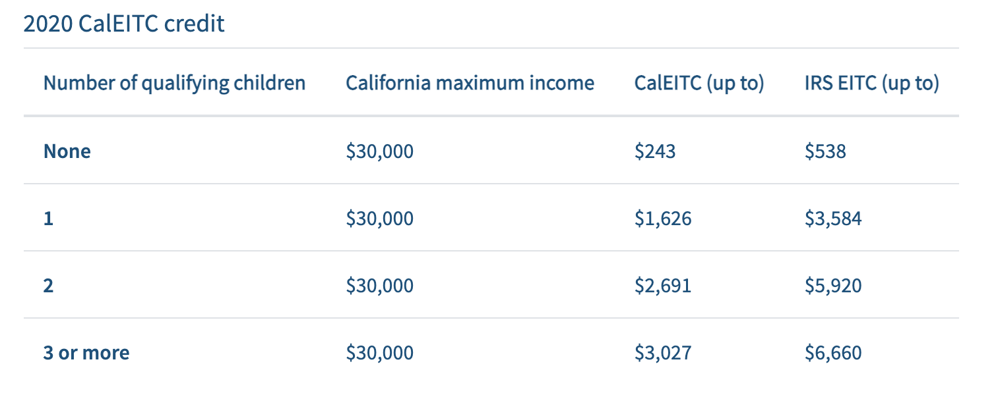 2020 CalEITC credit
Number of qualifying children California maximum income CalEITC (up to) IRS EITC (up to)
None $30,000 $243 $538
1 $30,000 $1,626 $3,584
2 $30,000 $2,691 $5,920
3 or more $30,000 $3,027 $6,660